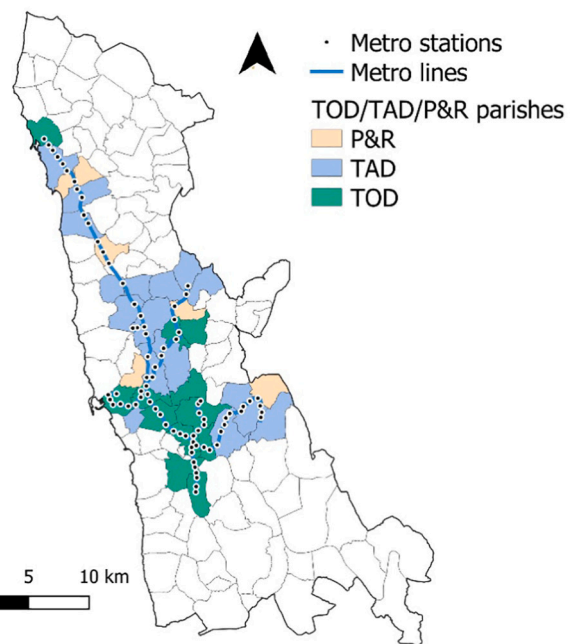 Metro stations
Metro lines
TOD/TAD/P&R parishes
P&R
TAD
TOD
5 10 km